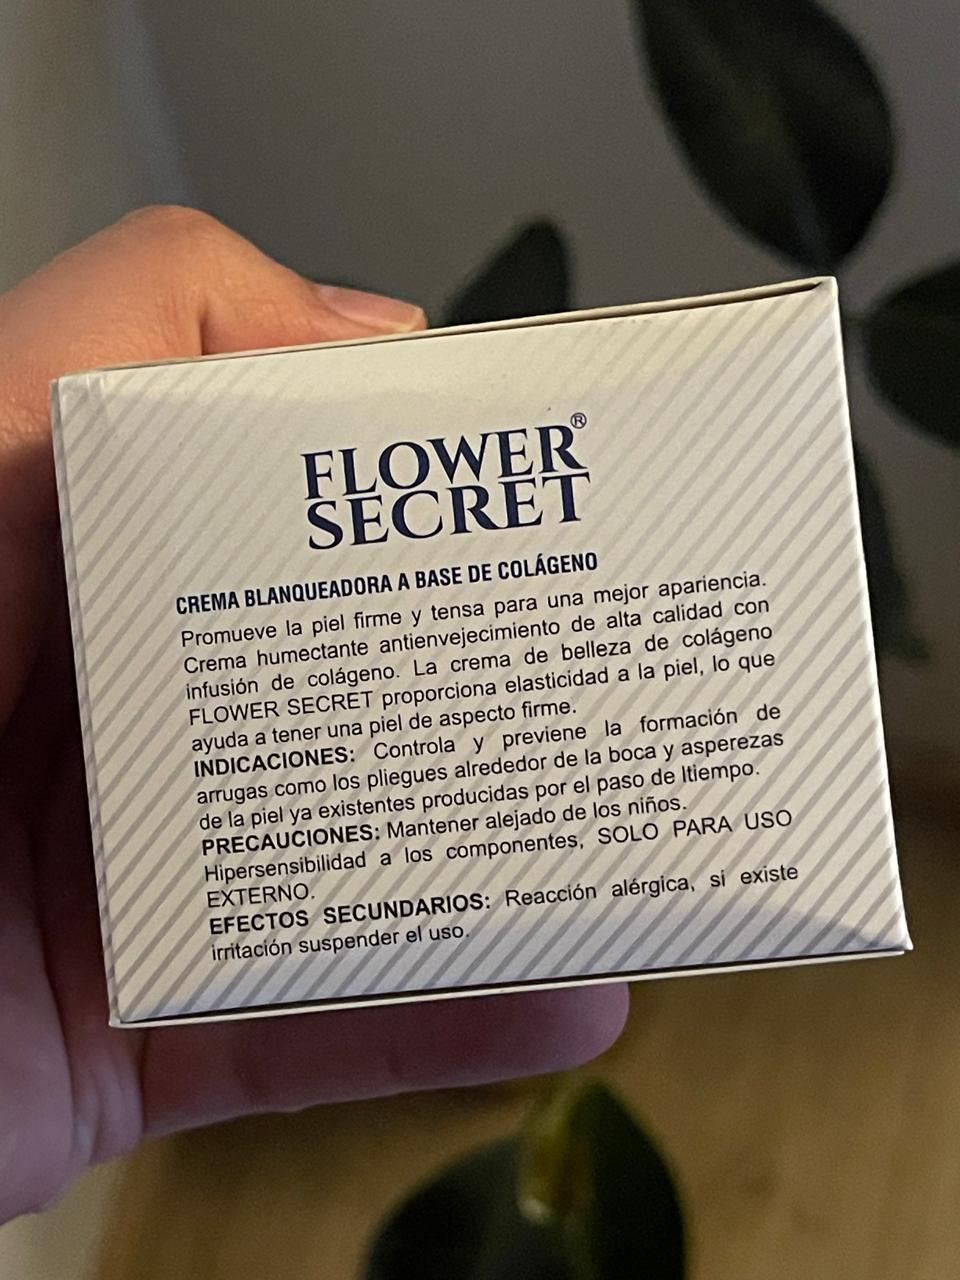 FLOWER®
SECRET
CREMA BLANQUEADORA A BASE DE COLÁGENO
Promueve la piel firme y tensa para una mejor apariencia.
Crema humectante antienvejecimiento de alta calidad con
infusión de colágeno. La crema de belleza de colágeno
FLOWER SECRET proporciona elasticidad a la piel, lo que
ayuda a tener una piel de aspecto firme.
INDICACIONES: Controla y previene la formación de
arrugas como los pliegues alrededor de la boca y asperezas
de la piel ya existentes producidas por el paso de ltiempo.
PRECAUCIONES: Mantener alejado de los niños.
Hipersensibilidad a los componentes, SOLO PARA USO
EXTERNO.
EFECTOS SECUNDARIOS: Reacción alérgica, si existe
irritación suspender el uso.